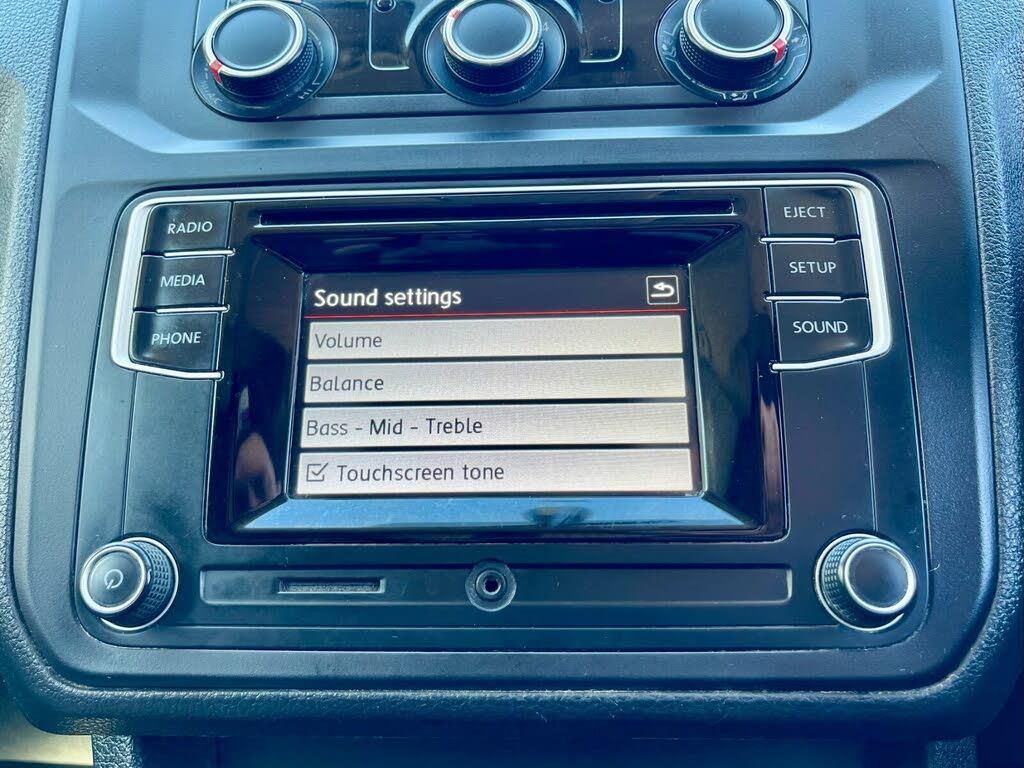 RADIO
MEDIA
PHONE
EJECT
SETUP
SOUND
Sound settings
Volume
Balance
Bass - Mid - Treble
Touchscreen tone